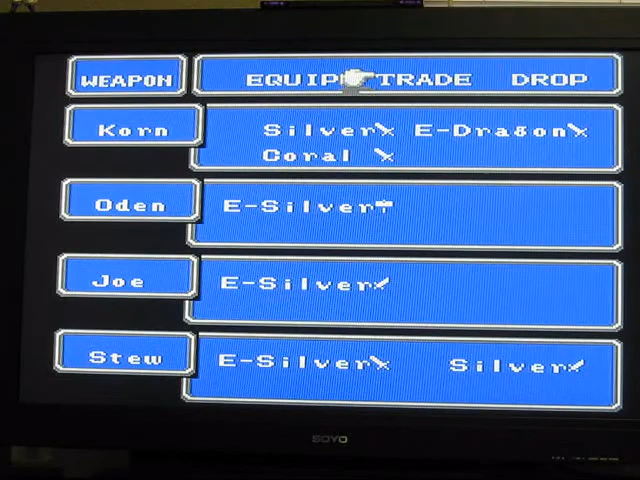 WEAPON EQUIP TRADE DROP
Korn Silver E-Dragon
Coral
Oden E-Silver
Joe E-Silver
Stew E-Silver Silver
SOYO